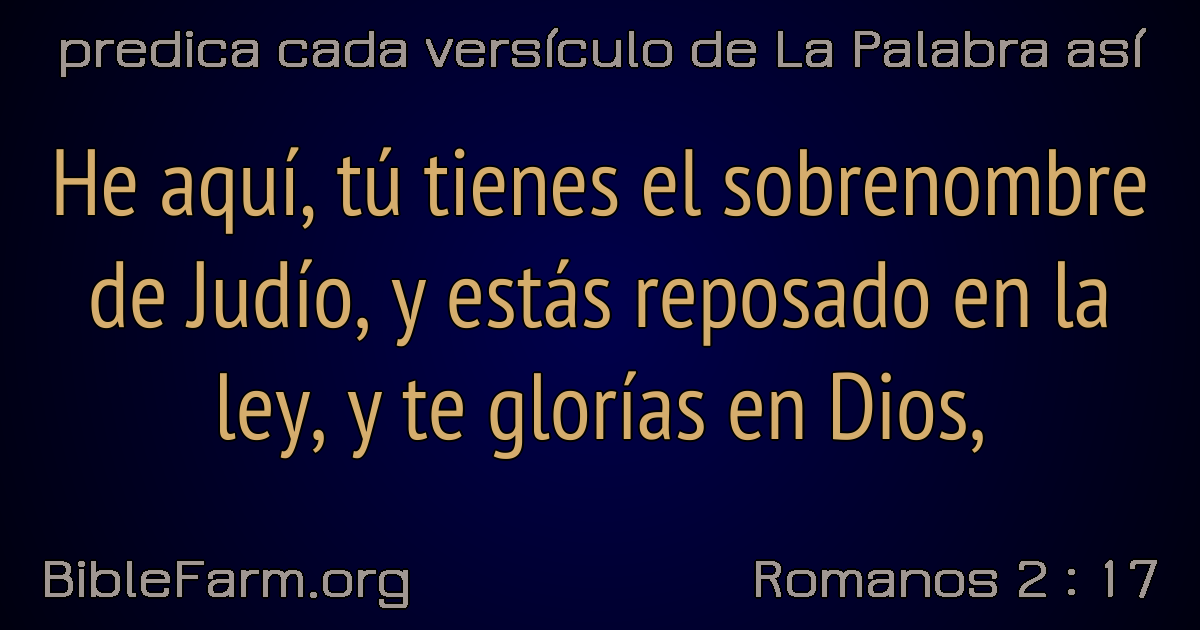 predica cada versículo de La Palabra así
He aquí, tú tienes el sobrenombre
de Judío, y estás reposado en la
ley, y te glorías en Dios,
BibleFarm.org
Romanos 2 : 17